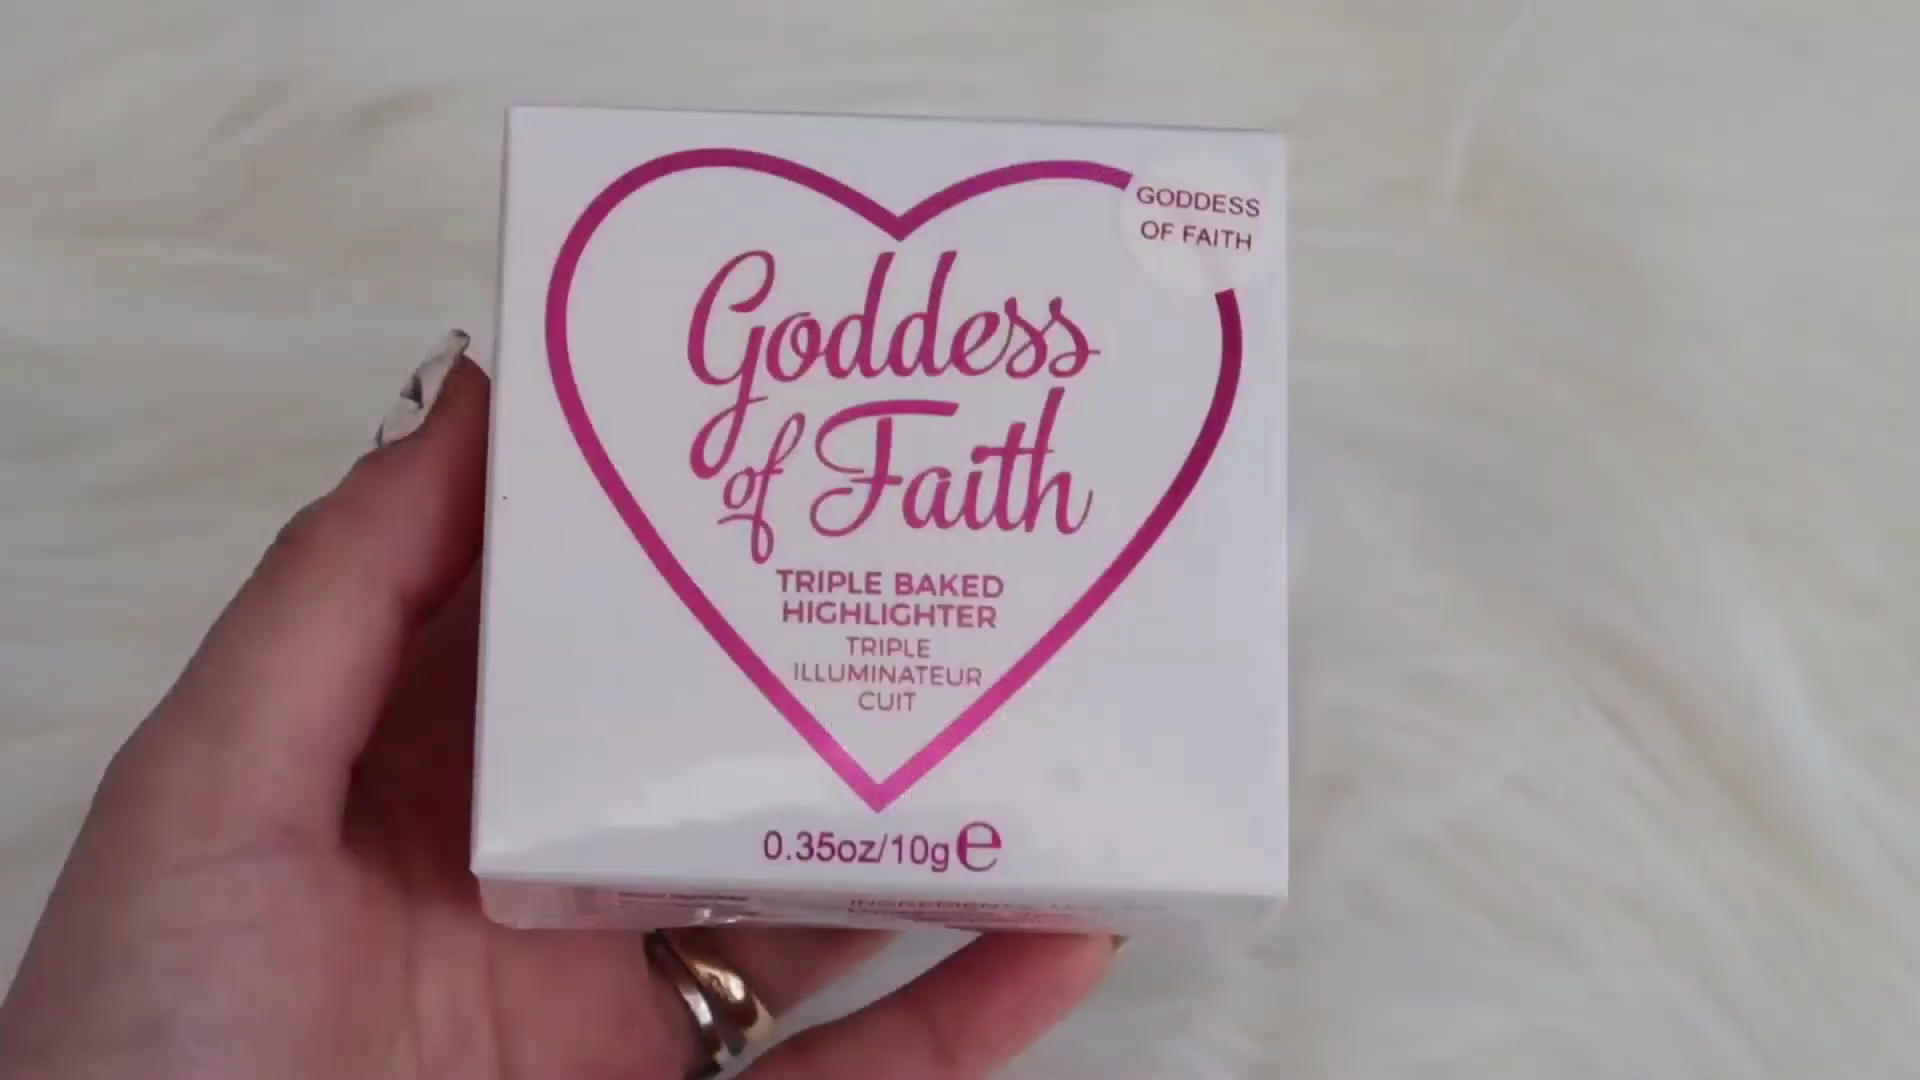 GODDESS
OF FAITH
Goddess
of Faith
TRIPLE BAKED
HIGHLIGHTER
TRIPLE
ILLUMINATEUR
CUIT
0.35oz/10g e